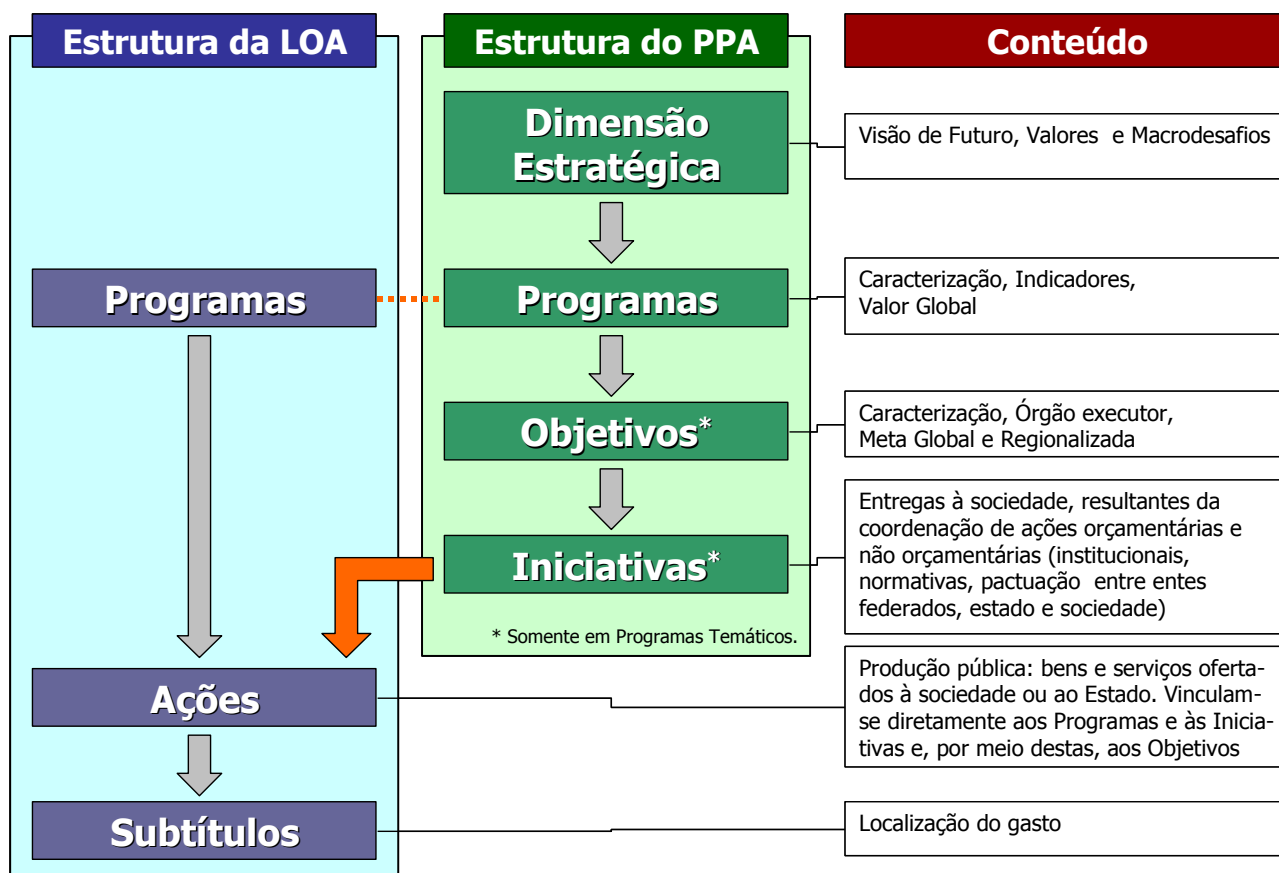 Estrutura da LOA
Estrutura do PPA
Conteúdo
Dimensão
Estratégica
Visão de Futuro, Valores e Macrodesafios
Programas
Programas
Caracterização, Indicadores,
Valor Global
Objetivos*
Caracterização, Órgão executor,
Meta Global e Regionalizada
Iniciativas*
Entregas à sociedade, resultantes da
coordenação de ações orçamentárias e
não orçamentárias (institucionais,
normativas, pactuação entre entes
federados, estado e sociedade)
* Somente em Programas Temáticos.
Ações
Produção pública: bens e serviços oferta-
dos à sociedade ou ao Estado. Vinculam-
se diretamente aos Programas e às Inicia-
tivas e, por meio destas, aos Objetivos
Subtítulos
Localização do gasto